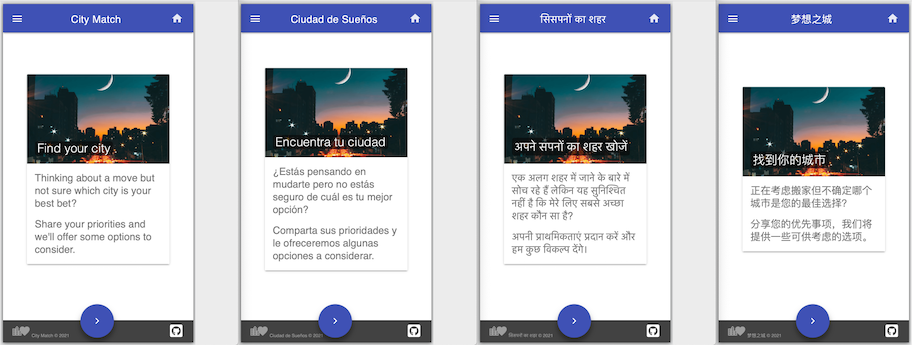 City Match
Find your city
Thinking about a move but
not sure which city is your
best bet?
Share your priorities and
we'll offer some options to
consider.
City Match © 2021
Ciudad de Sueños
Encuentra tu ciudad
¿Estás pensando en
mudarte pero no estás
seguro de cuál es tu mejor
opción?
Comparta sus prioridades y
le ofreceremos algunas
opciones a considerar.
Ciudad de Sueños © 2021
सिसपनों का शहर
अपने सपनों का शहर खोजें
एक अलग शहर में जाने के बारे में
सोच रहे हैं लेकिन यह सुनिश्चित
नहीं है कि मेरे लिए सबसे अच्छा
शहर कौन सा है?
अपनी प्राथमिकताएं प्रदान करें और
हम कुछ विकल्प देंगे।
सिसपनों का शहर © 2021
梦想之城
找到你的城市
正在考虑搬家但不确定哪个
城市是您的最佳选择?
分享您的优先事项，我们将
提供一些可供考虑的选项。
梦想之城 © 2021